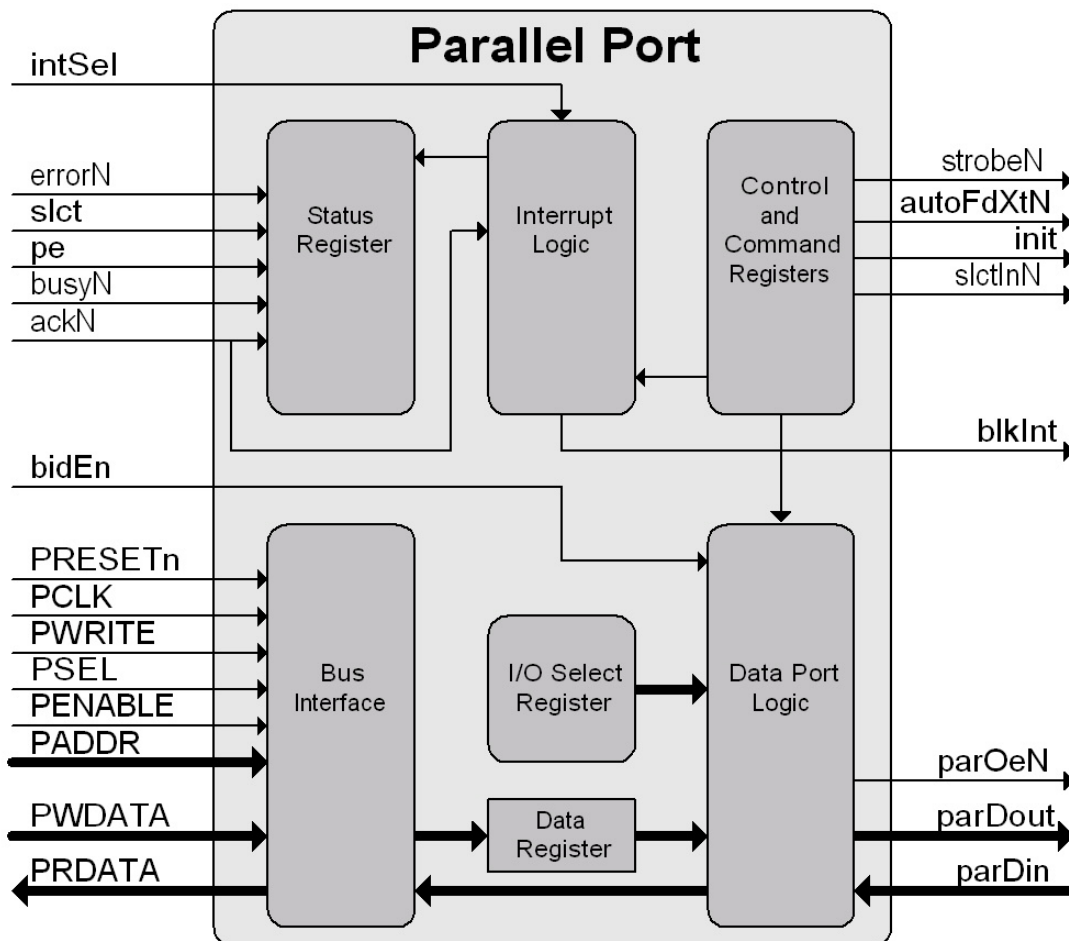 Parallel Port
intSel
errorN
slct
pe
busyN
ackN
Status
Register
Interrupt
Logic
Control
and
Command
Registers
strobeN
autoFdXtN
init
slctInN
blkInt
bidEn
PRESETn
PCLK
PWRITE
PSEL
PENABLE
PADDR
PWDATA
PRDATA
Bus
Interface
I/O Select
Register
Data
Register
Data Port
Logic
parOeN
parDout
parDin